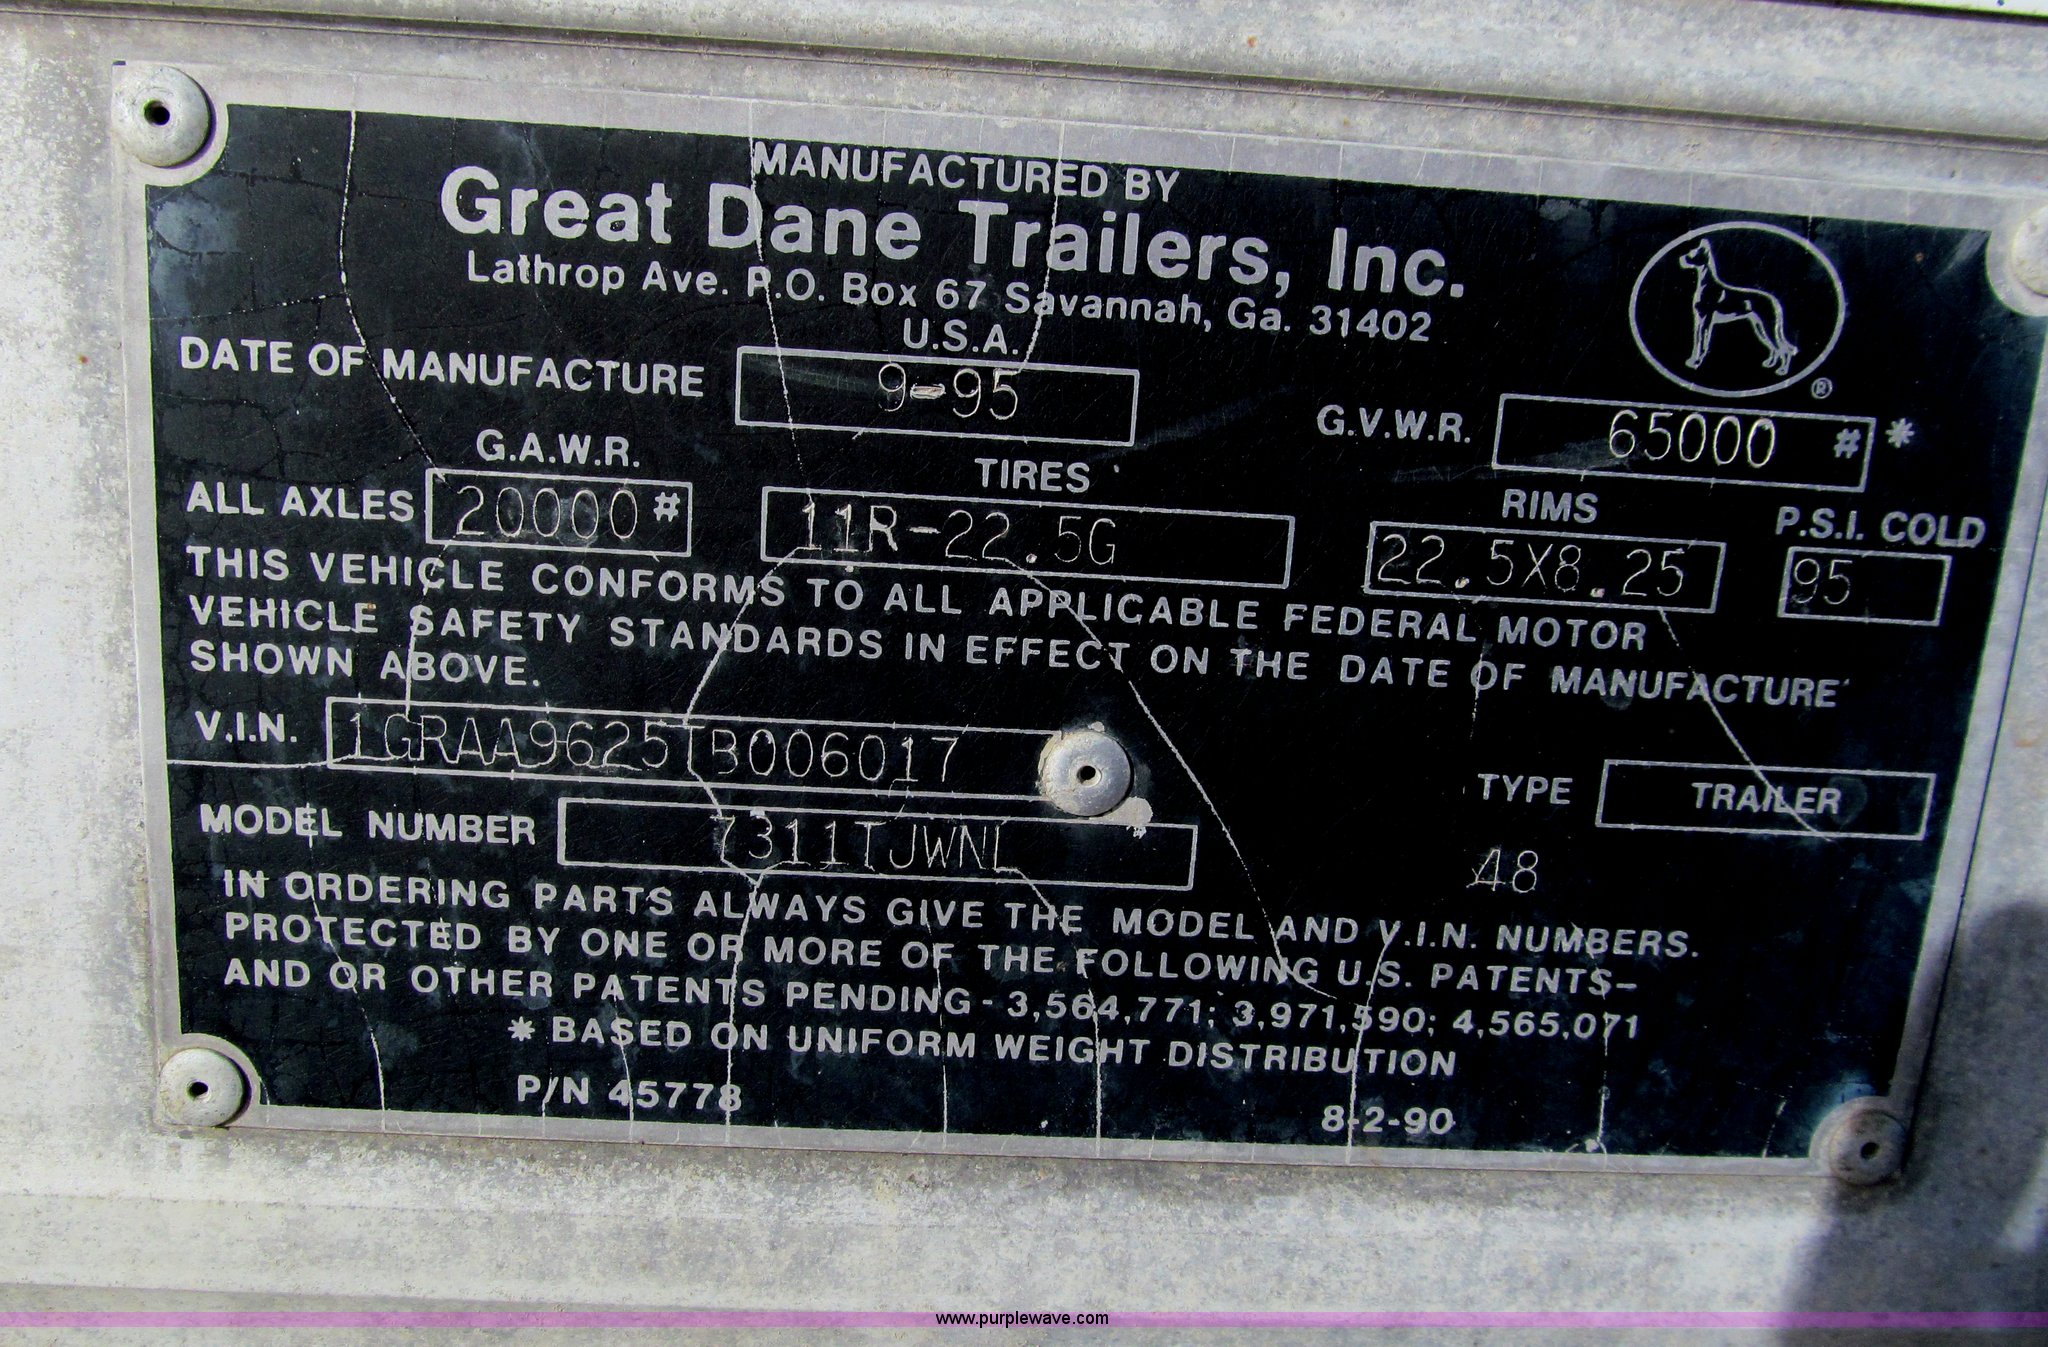 MANUFACTURED BY
Great Dane Trailers, Inc.
Lathrop Ave. P.O. Box 67 Savannah, Ga. 31402
U.S.A.
®
DATE OF MANUFACTURE 9-95
G.V.W.R. 65000 # *
G.A.W.R. TIRES RIMS P.S.I. COLD
ALL AXLES 20000 # 11R-22.5G 22.5X8.25 95
THIS VEHICLE CONFORMS TO ALL APPLICABLE FEDERAL MOTOR
VEHICLE SAFETY STANDARDS IN EFFECT ON THE DATE OF MANUFACTURE
SHOWN ABOVE.
V.I.N. 1GRAA9625TB006017
TYPE TRAILER
MODEL NUMBER 7311TJWNL
48
IN ORDERING PARTS ALWAYS GIVE THE MODEL AND V.I.N. NUMBERS.
PROTECTED BY ONE OR MORE OF THE FOLLOWING U.S. PATENTS-
AND OR OTHER PATENTS PENDING - 3,564,771; 3,971,590; 4,565,071
* BASED ON UNIFORM WEIGHT DISTRIBUTION
P/N 45778
8-2-90
www.purplewave.com